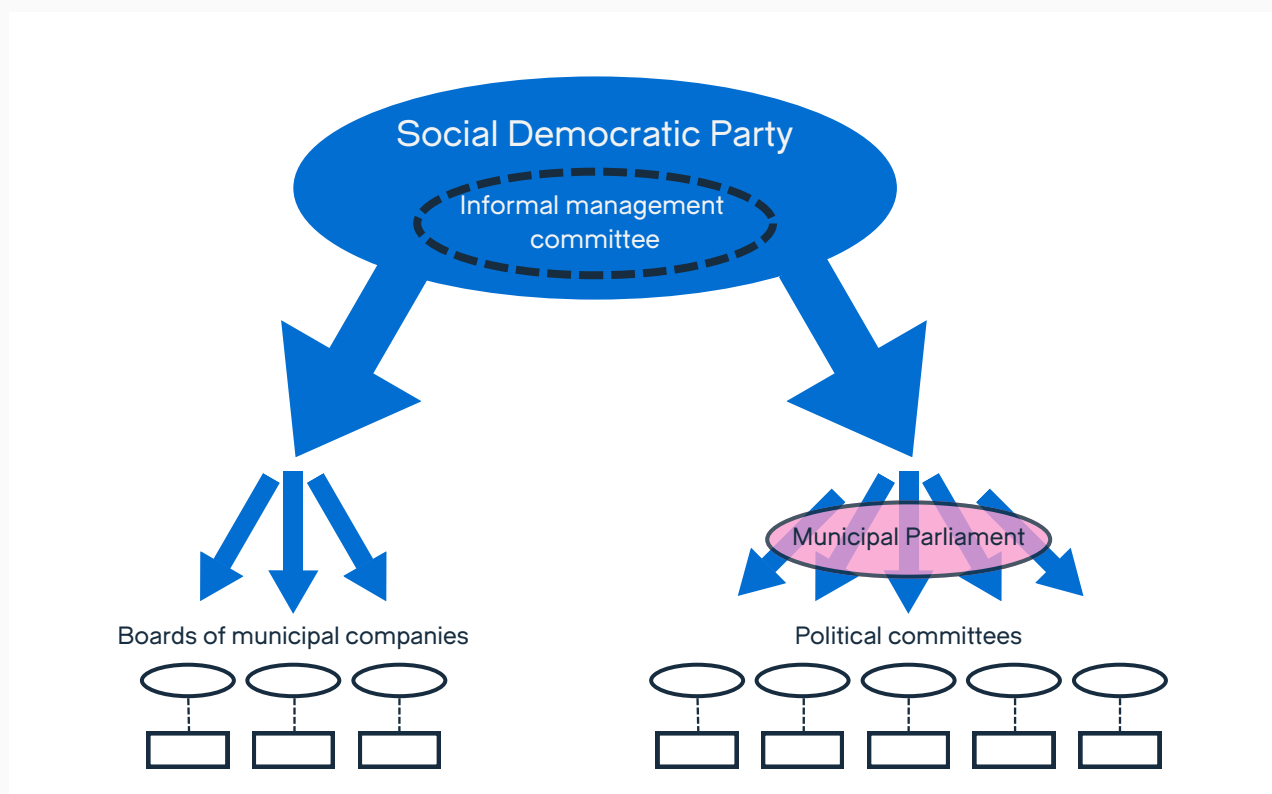 Social Democratic Party
Informal management
committee
Municipal Parliament
Boards of municipal companies
Political committees